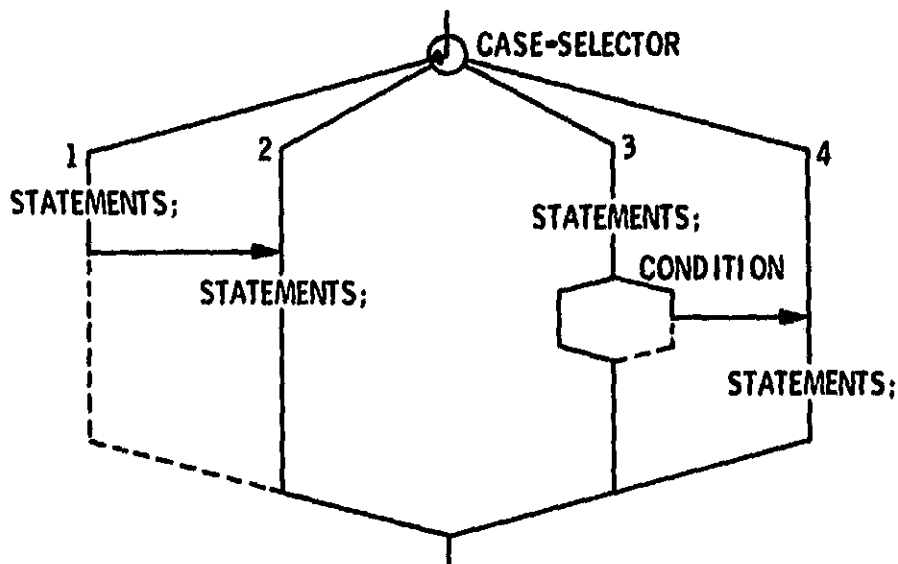 CASE-SELECTOR
1
2
3
4
STATEMENTS;
STATEMENTS;
CONDITION
STATEMENTS;
STATEMENTS;